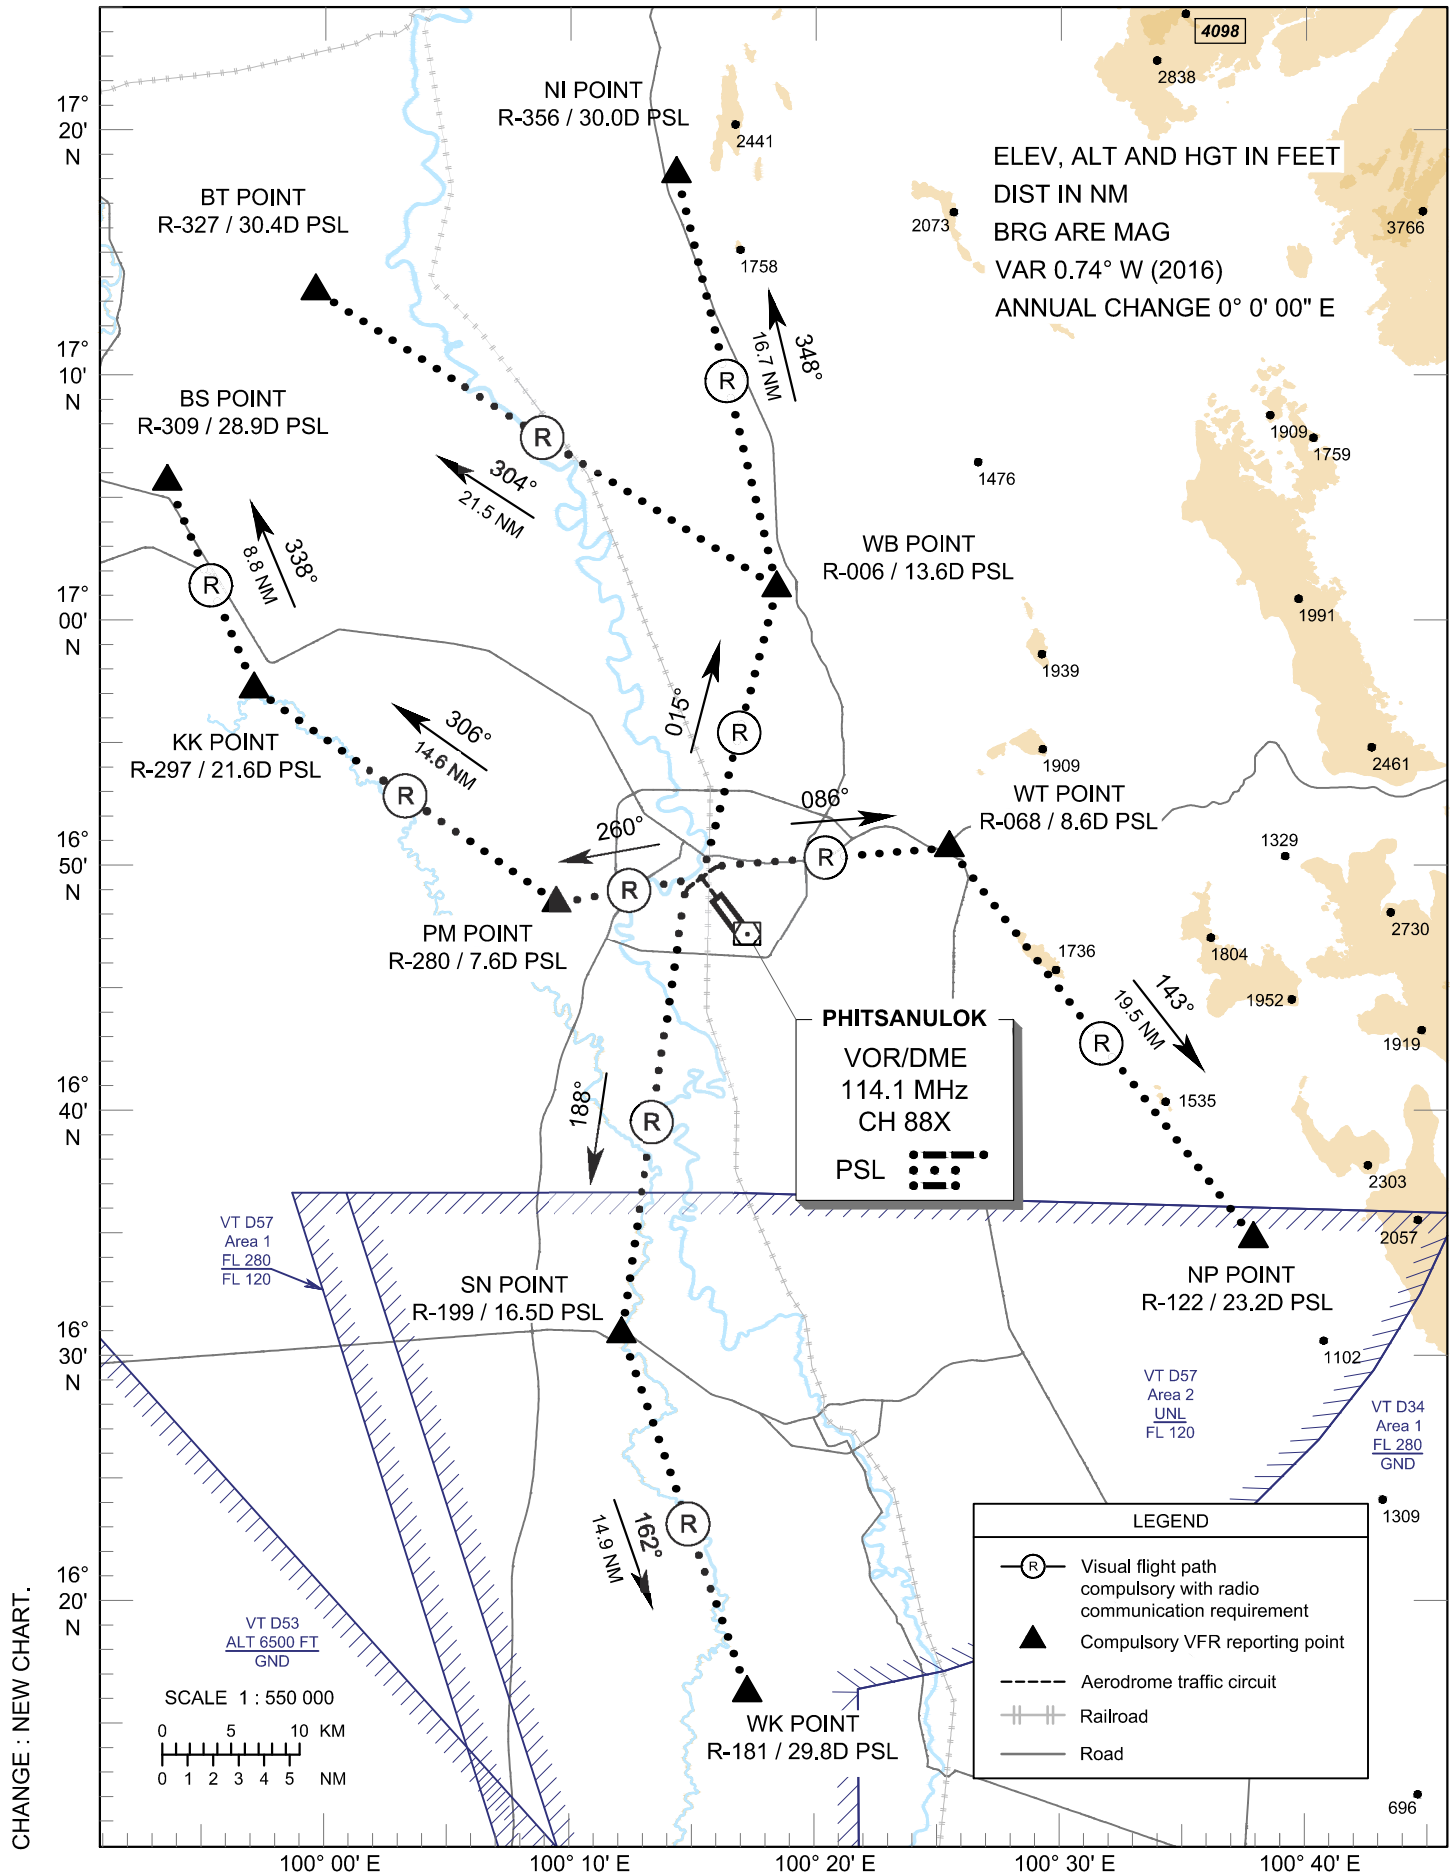 4098
2838
NI POINT
R-356 / 30.0D PSL
17°
20'
N
2441
ELEV, ALT AND HGT IN FEET
DIST IN NM
BRG ARE MAG
VAR 0.74° W (2016)
ANNUAL CHANGE 0° 0' 00" E
BT POINT
R-327 / 30.4D PSL
2073
3766
1758
348°
16.7 NM
17°
10'
N
BS POINT
R-309 / 28.9D PSL
R
R
1909
1759
1476
304°
21.5 NM
338°
8.8 NM
WB POINT
R-006 / 13.6D PSL
R
17°
00'
N
1991
1939
015°
KK POINT
R-297 / 21.6D PSL
306°
14.6 NM
R
1909
2461
R
086°
WT POINT
R-068 / 8.6D PSL
260°
16°
50'
N
R
R
1329
PM POINT
R-280 / 7.6D PSL
2730
1736
1804
1952
143°
19.5 NM
1919
PHITSANULOK
VOR/DME
114.1 MHz
CH 88X
PSL
R
16°
40'
N
188°
R
1535
2303
VT D57
Area 1
FL 280
FL 120
2057
SN POINT
R-199 / 16.5D PSL
NP POINT
R-122 / 23.2D PSL
16°
30'
N
1102
VT D57
Area 2
UNL
FL 120
VT D34
Area 1
FL 280
GND
1309
R
162°
14.9 NM
LEGEND
R
Visual flight path
compulsory with radio
communication requirement
Compulsory VFR reporting point
Aerodrome traffic circuit
Railroad
Road
16°
20'
N
VT D53
ALT 6500 FT
GND
SCALE 1 : 550 000
0 5 10 KM
0 1 2 3 4 5 NM
WK POINT
R-181 / 29.8D PSL
696
CHANGE : NEW CHART.
100° 00' E
100° 10' E
100° 20' E
100° 30' E
100° 40' E